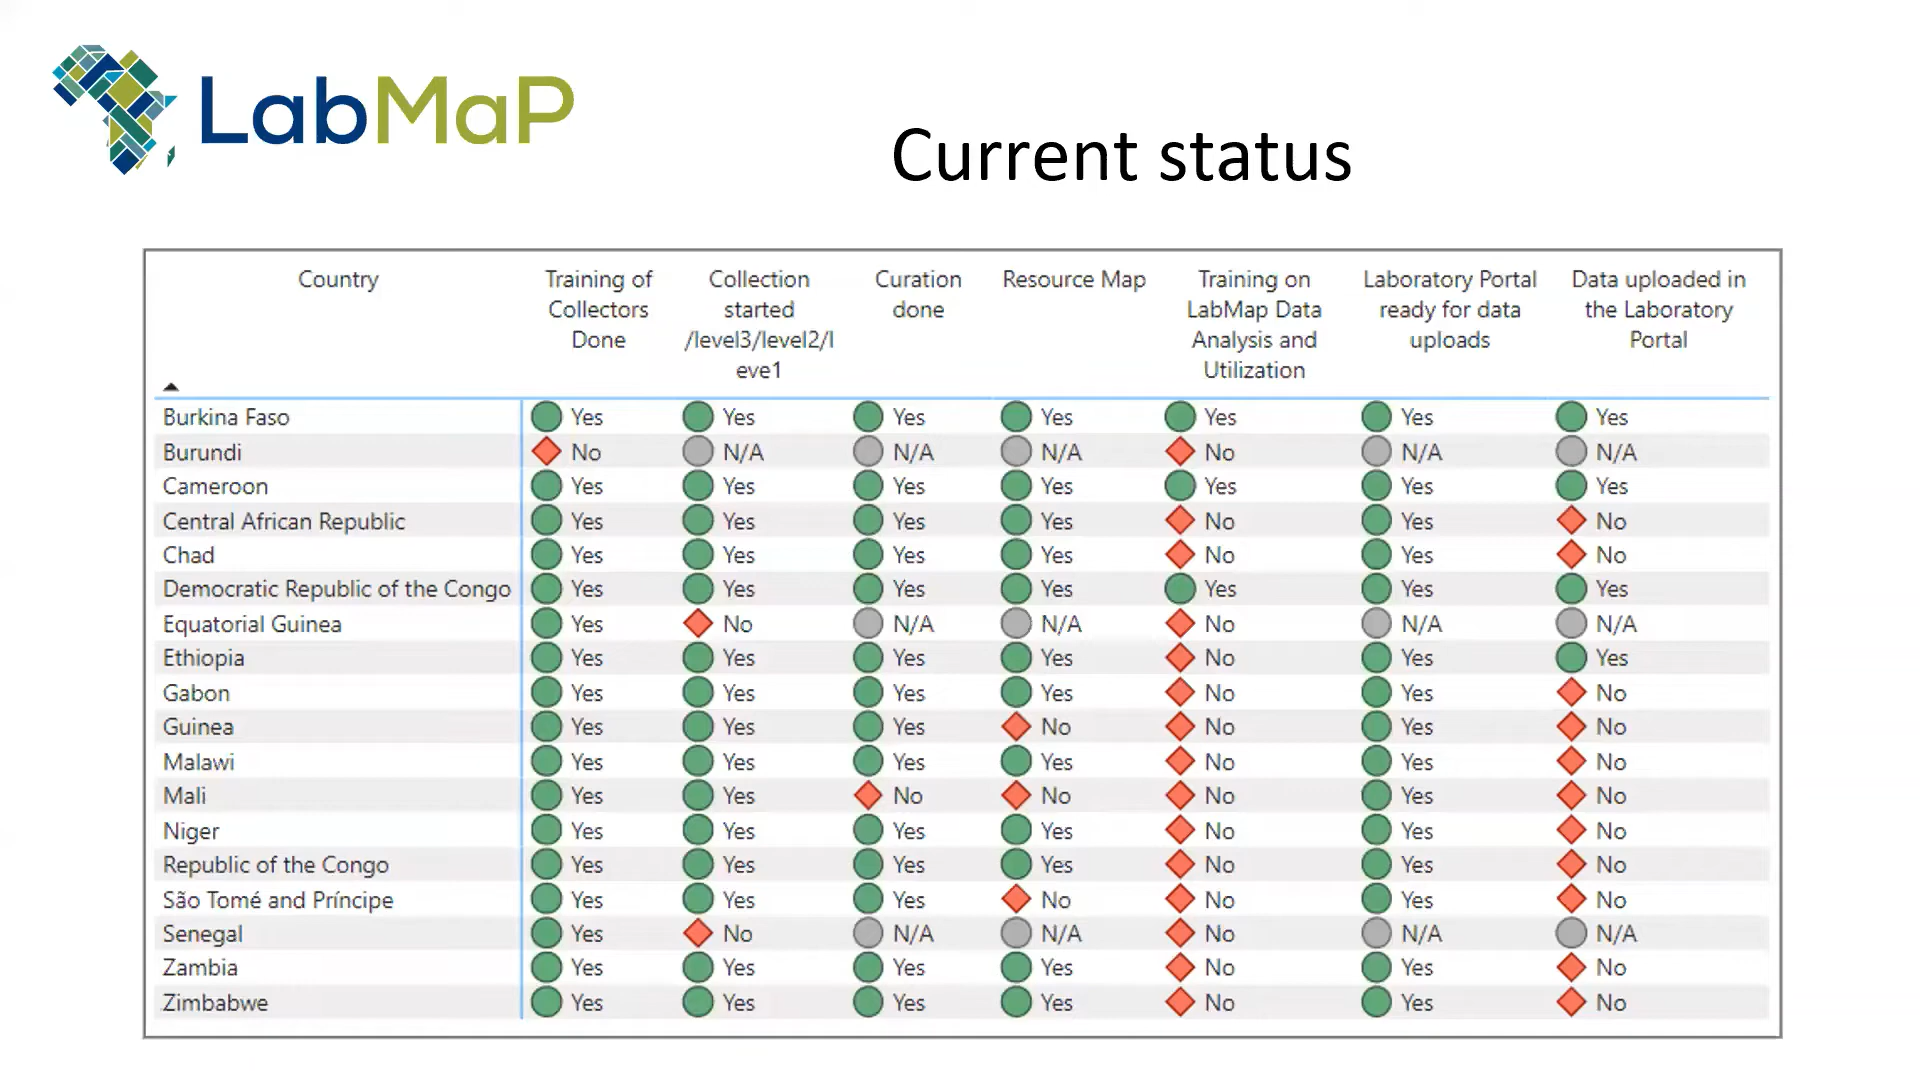 LabMaP
Current status
Country
Training of Collectors Done
Collection started /level3/level2/l eve1
Curation done
Resource Map
Training on LabMap Data Analysis and Utilization
Laboratory Portal ready for data uploads
Data uploaded in the Laboratory Portal
Burkina Faso Yes Yes Yes Yes Yes Yes Yes
Burundi No N/A N/A N/A No N/A N/A
Cameroon Yes Yes Yes Yes Yes Yes Yes
Central African Republic Yes Yes Yes Yes No Yes No
Chad Yes Yes Yes Yes No Yes No
Democratic Republic of the Congo Yes Yes Yes Yes Yes Yes Yes
Equatorial Guinea Yes No N/A N/A No N/A N/A
Ethiopia Yes Yes Yes Yes No Yes Yes
Gabon Yes Yes Yes Yes No Yes No
Guinea Yes Yes Yes No No Yes No
Malawi Yes Yes Yes Yes No Yes No
Mali Yes Yes No No No Yes No
Niger Yes Yes Yes Yes No Yes No
Republic of the Congo Yes Yes Yes Yes No Yes No
São Tomé and Príncipe Yes Yes Yes No No Yes No
Senegal Yes No N/A N/A No N/A N/A
Zambia Yes Yes Yes Yes No Yes No
Zimbabwe Yes Yes Yes Yes No Yes No